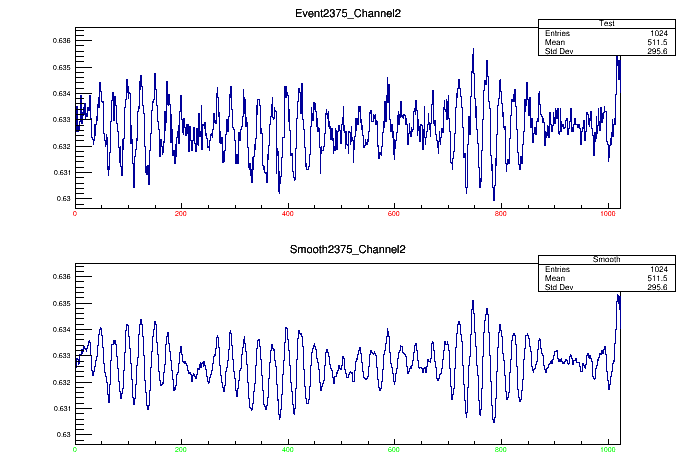 Event2375_Channel2
Test
Entries 1024
Mean 511.5
Std Dev 295.6
0.636
0.635
0.634
0.633
0.632
0.631
0.63
0 200 400 600 800 1000
Smooth2375_Channel2
Smooth
Entries 1024
Mean 511.5
Std Dev 295.6
0.636
0.635
0.634
0.633
0.632
0.631
0.63
0 200 400 600 800 1000